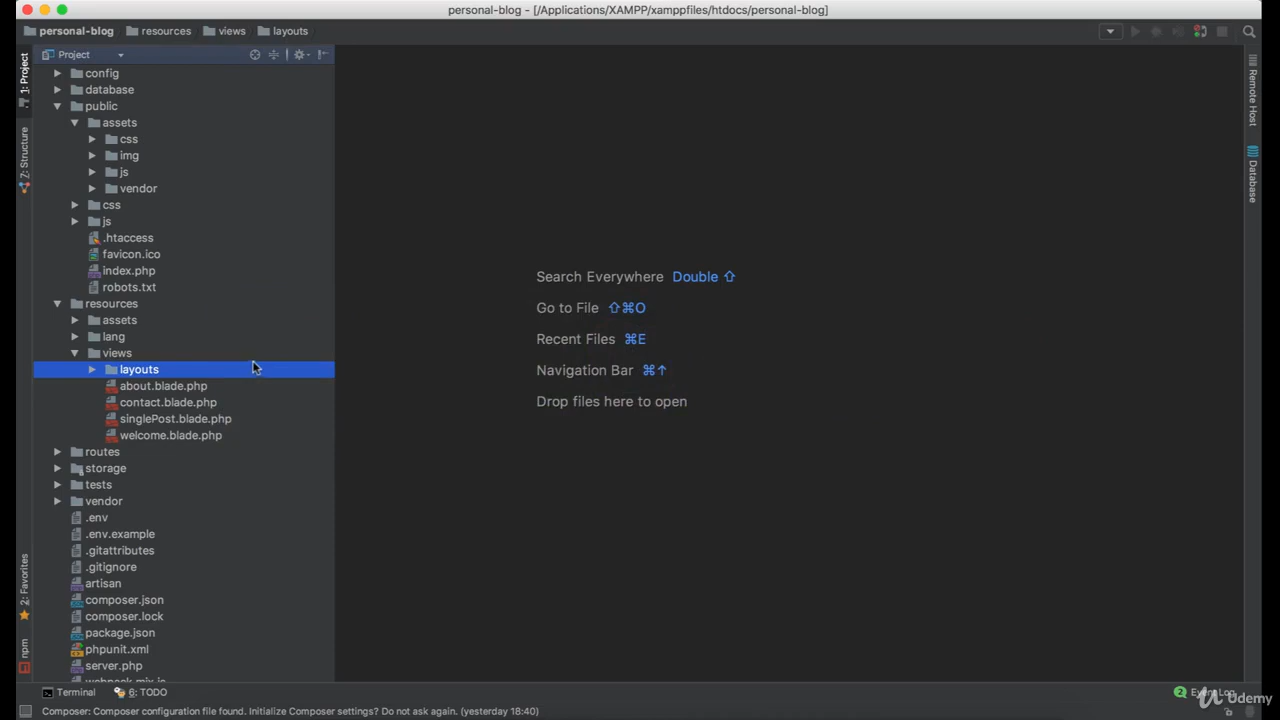 personal-blog - [/Applications/XAMPP/xamppfiles/htdocs/personal-blog]
personal-blog resources views layouts
Project
config
database
public
assets
css
img
js
vendor
css
js
.htaccess
favicon.ico
index.php
robots.txt
resources
assets
lang
views
layouts
about.blade.php
contact.blade.php
singlePost.blade.php
welcome.blade.php
routes
storage
tests
vendor
.env
.env.example
.gitattributes
.gitignore
artisan
composer.json
composer.lock
package.json
phpunit.xml
server.php
webpack.mix.js
1: Project
7: Structure
2: Favorites
npm
Search Everywhere Double ⇧
Go to File ⇧⌘O
Recent Files ⌘E
Navigation Bar ⌘↑
Drop files here to open
Remote Host
Database
Terminal 6: TODO
2 Event Log
Udemy
Composer: Composer configuration file found. Initialize Composer settings? Do not ask again. (yesterday 18:40)